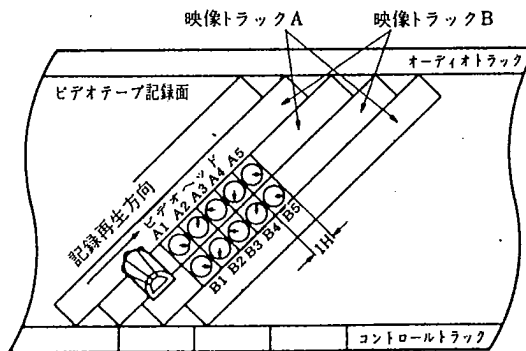 映像トラックA
映像トラックB
オーディオトラック
ビデオテープ記録面
記録再生方向
ビデオヘッド
A1 A2 A3 A4 A5
B1 B2 B3 B4 B5
1H
コントロールトラック